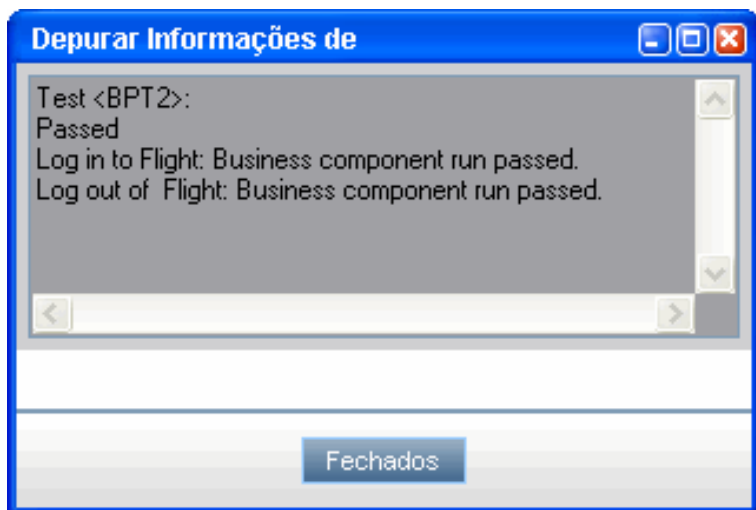 Depurar Informações de
Test <BPT2>:
Passed
Log in to Flight: Business component run passed.
Log out of  Flight: Business component run passed.
Fechados